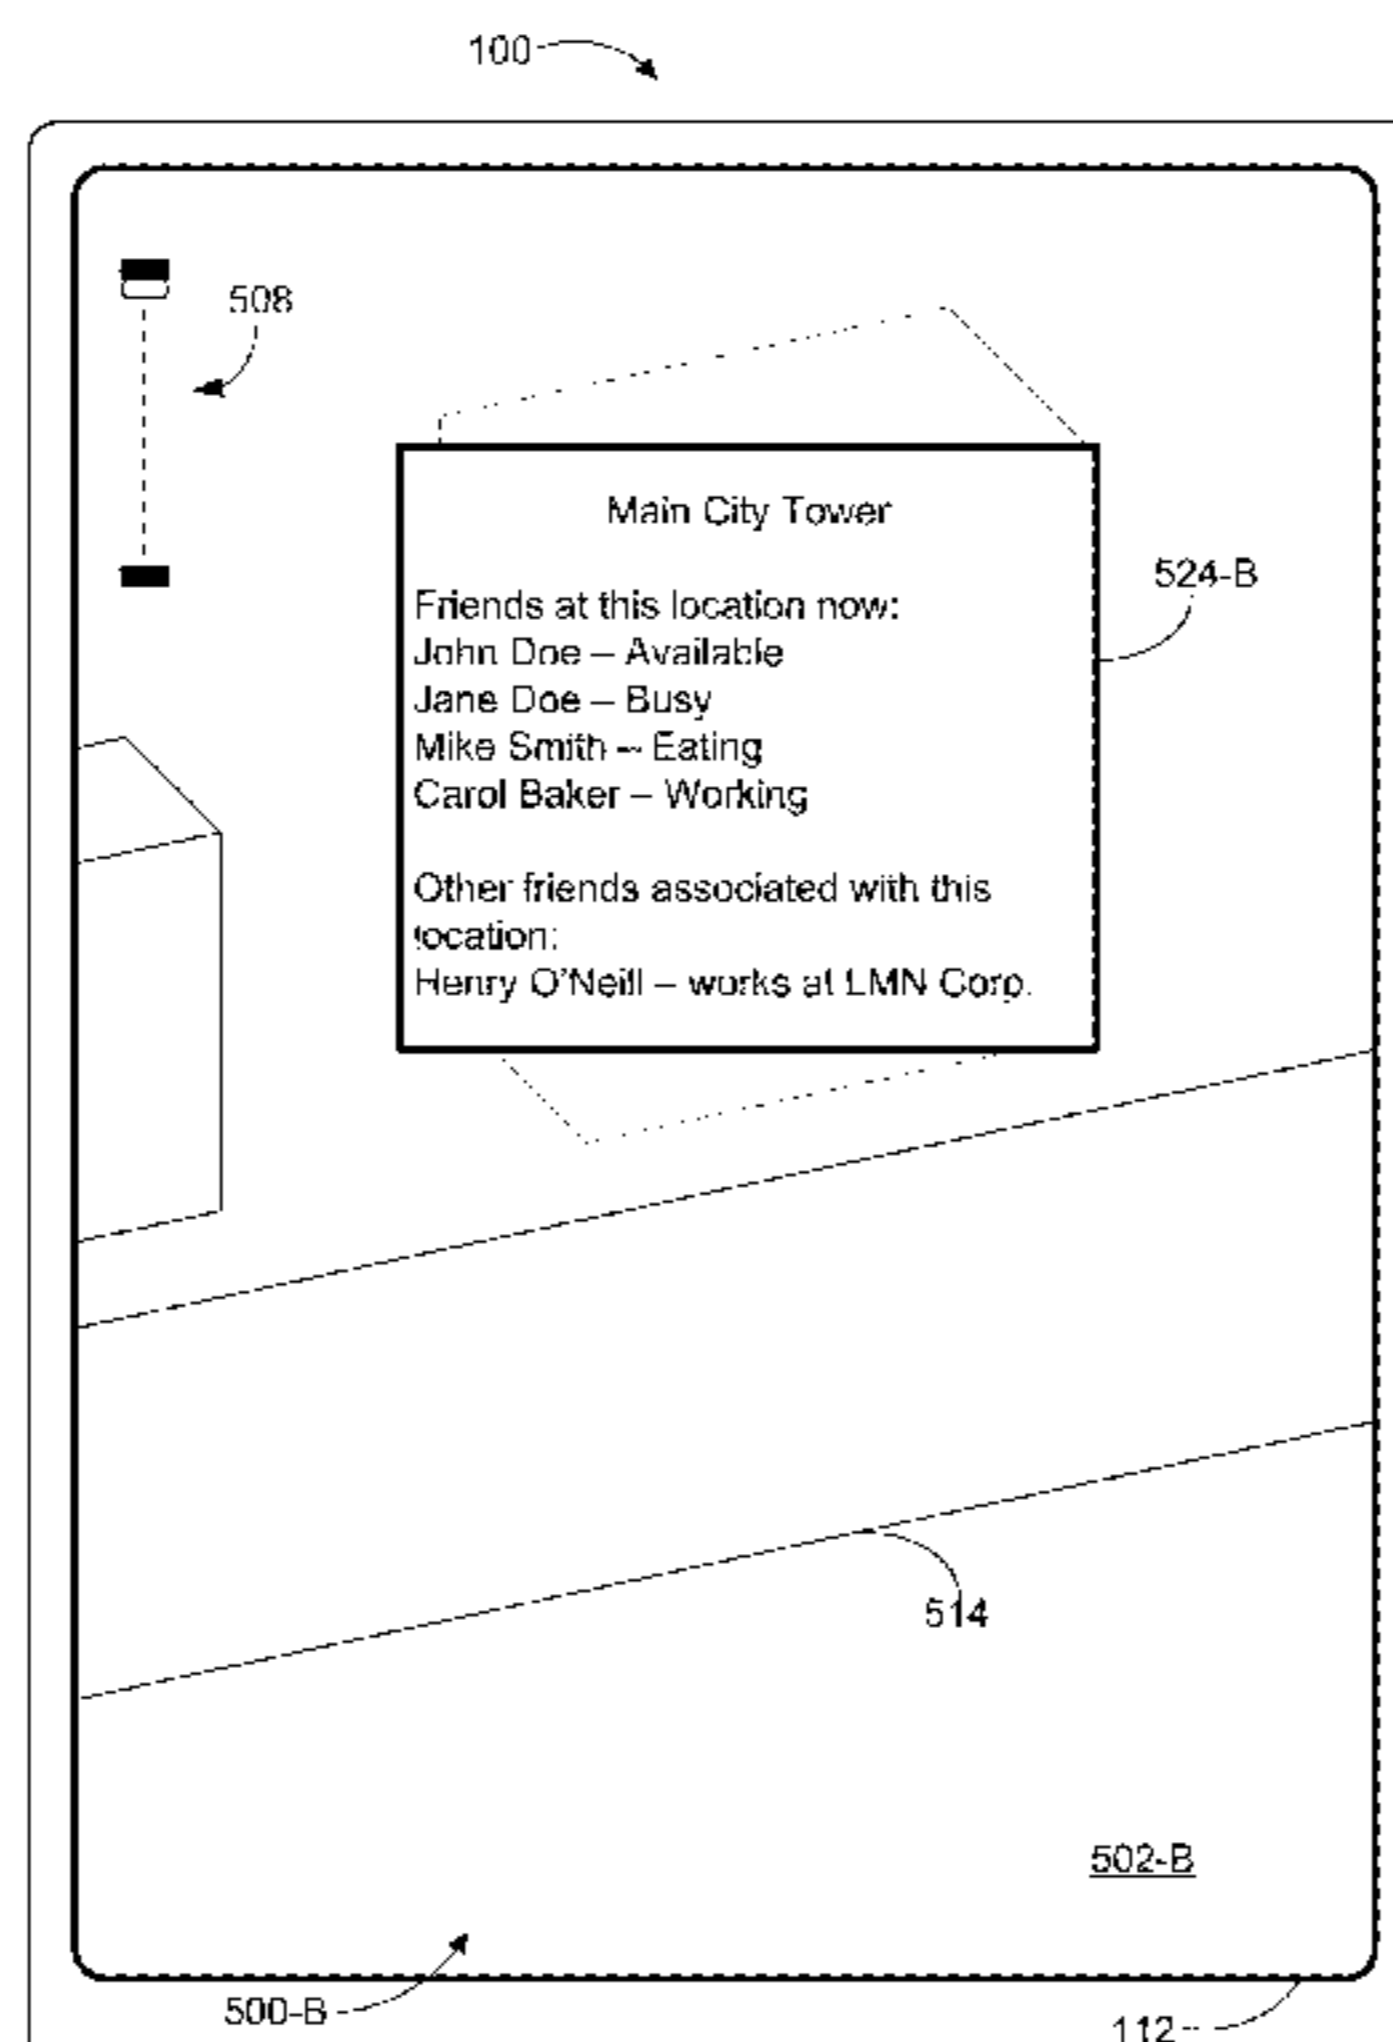 100
508
Main City Tower
524-B
Friends at this location now:
John Doe – Available
Jane Doe – Busy
Mike Smith – Eating
Carol Baker – Working
Other friends associated with this
location:
Henry O'Neill – works at LMN Corp.
514
502-B
500-B
112